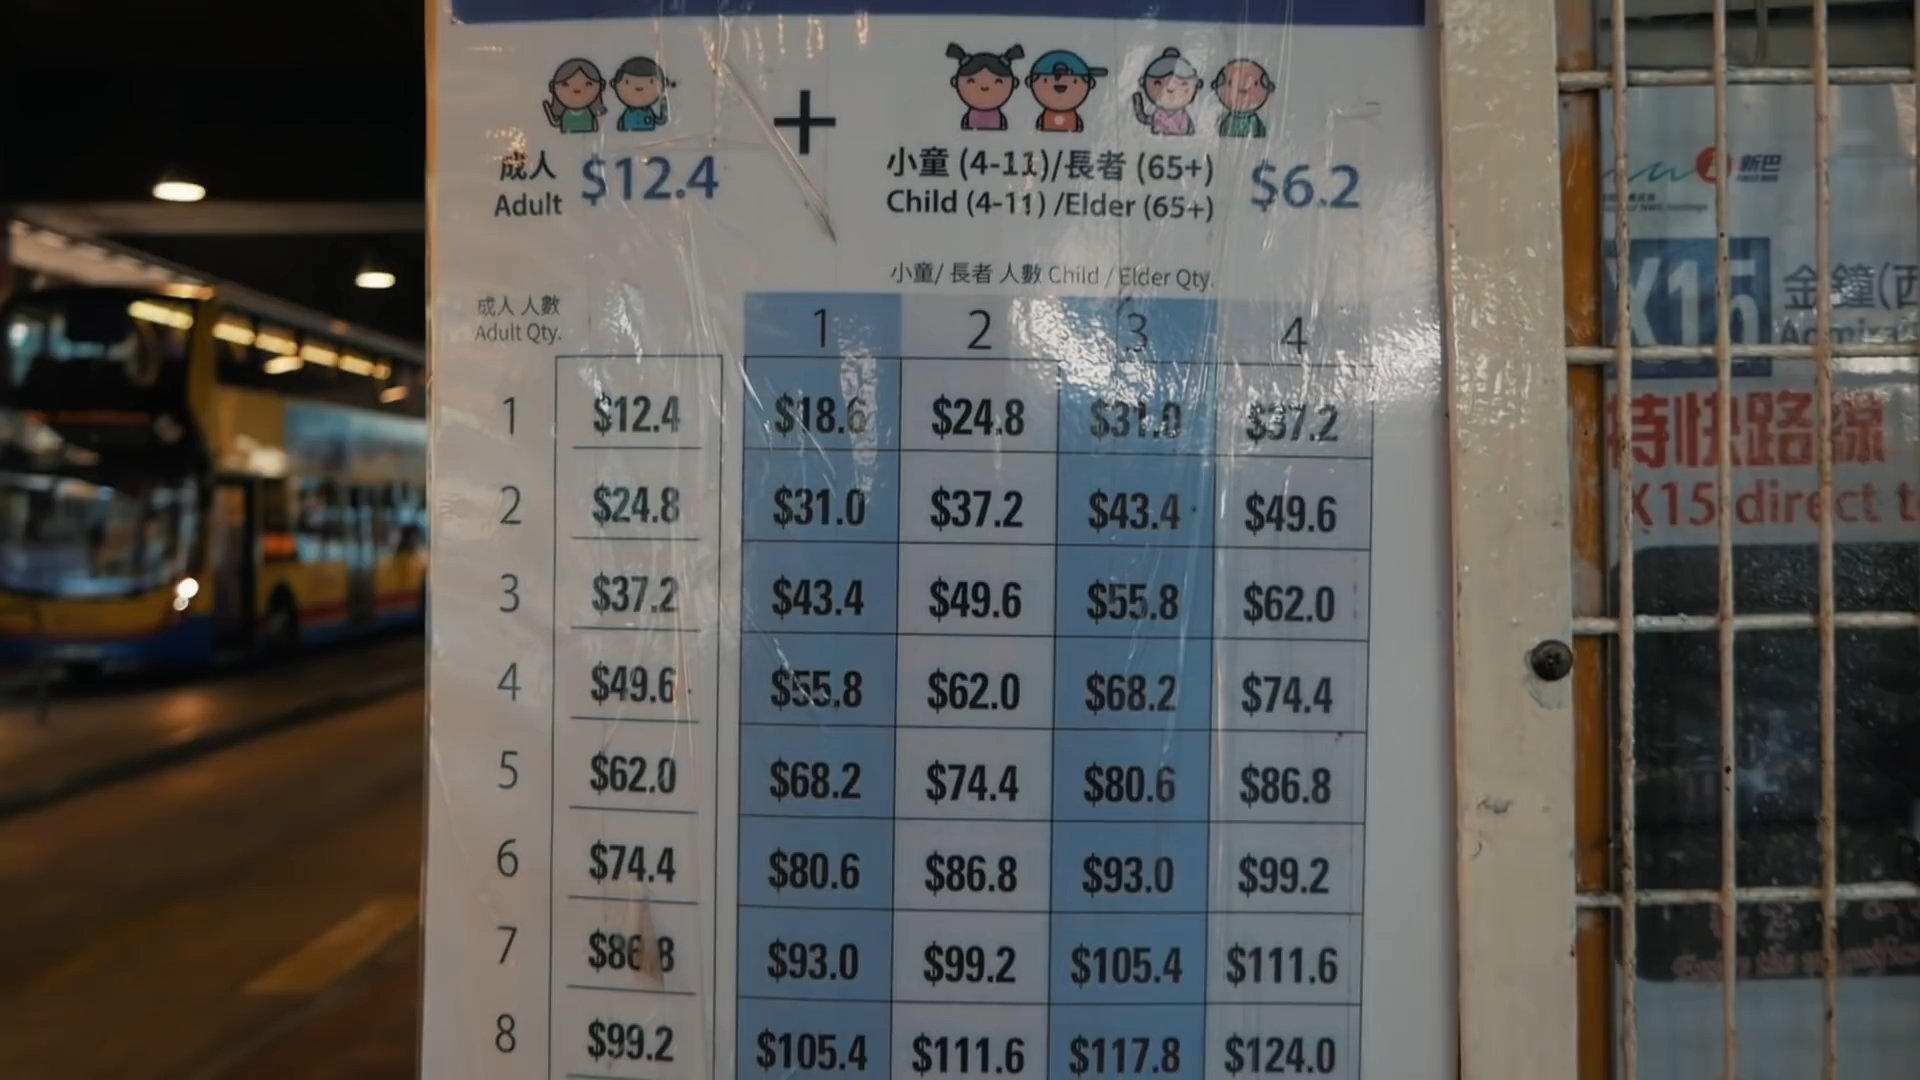 成人 $12.4
Adult
+
小童 (4-11)/長者 (65+) $6.2
Child (4-11) /Elder (65+)
小童/ 長者 人數 Child / Elder Qty.
成人 人數
Adult Qty.
1 2 3 4
1 $12.4 $18.6 $24.8 $31.0 $37.2
2 $24.8 $31.0 $37.2 $43.4 $49.6
3 $37.2 $43.4 $49.6 $55.8 $62.0
4 $49.6 $55.8 $62.0 $68.2 $74.4
5 $62.0 $68.2 $74.4 $80.6 $86.8
6 $74.4 $80.6 $86.8 $93.0 $99.2
7 $86.8 $93.0 $99.2 $105.4 $111.6
8 $99.2 $105.4 $111.6 $117.8 $124.0
新巴
X15 金鐘(西
特快路線
X15 direct t